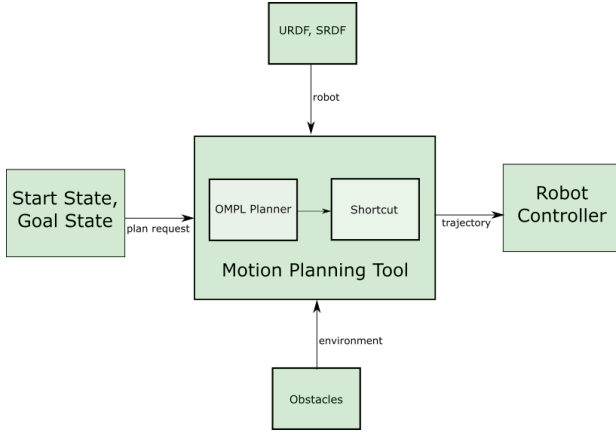 URDF, SRDF
robot
Start State,
Goal State
plan request
OMPL Planner
Shortcut
Motion Planning Tool
trajectory
Robot
Controller
environment
Obstacles